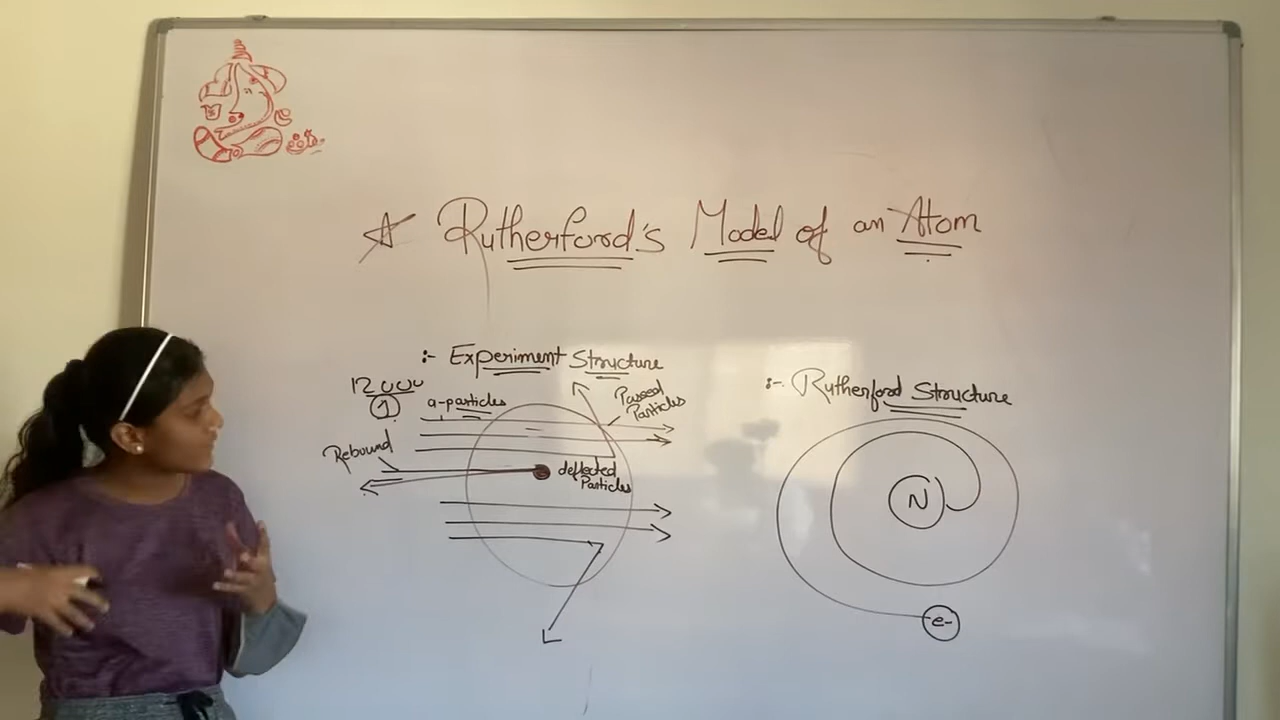 ☆ Rutherford's Model of an Atom
:- Experiment Structure
12000
1
a-particles
Passed
Particles
Rebound
deflected
Particles
:- Rutherford Structure
N
e-